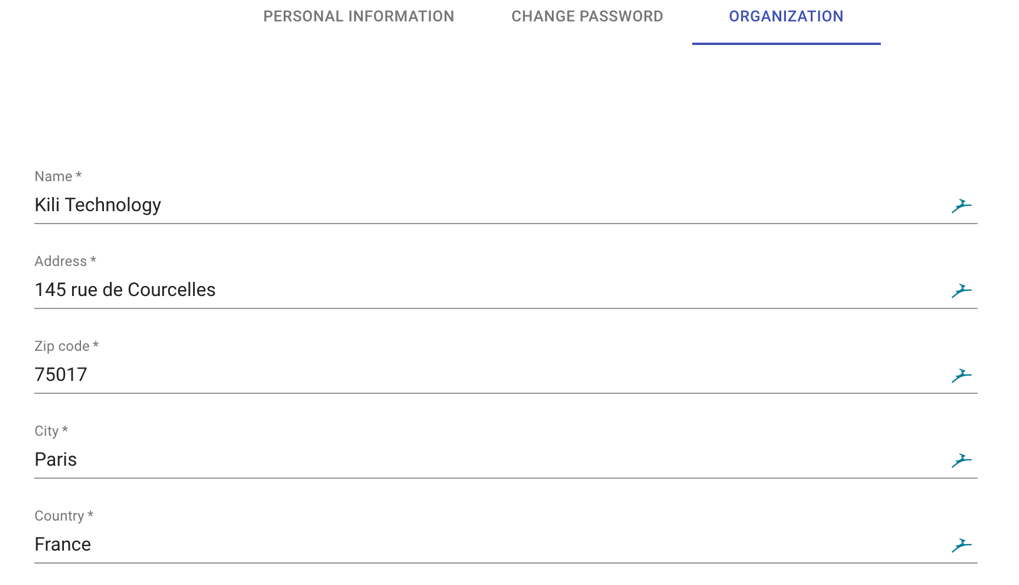 PERSONAL INFORMATION CHANGE PASSWORD ORGANIZATION
Name *
Kili Technology
Address *
145 rue de Courcelles
Zip code *
75017
City *
Paris
Country *
France